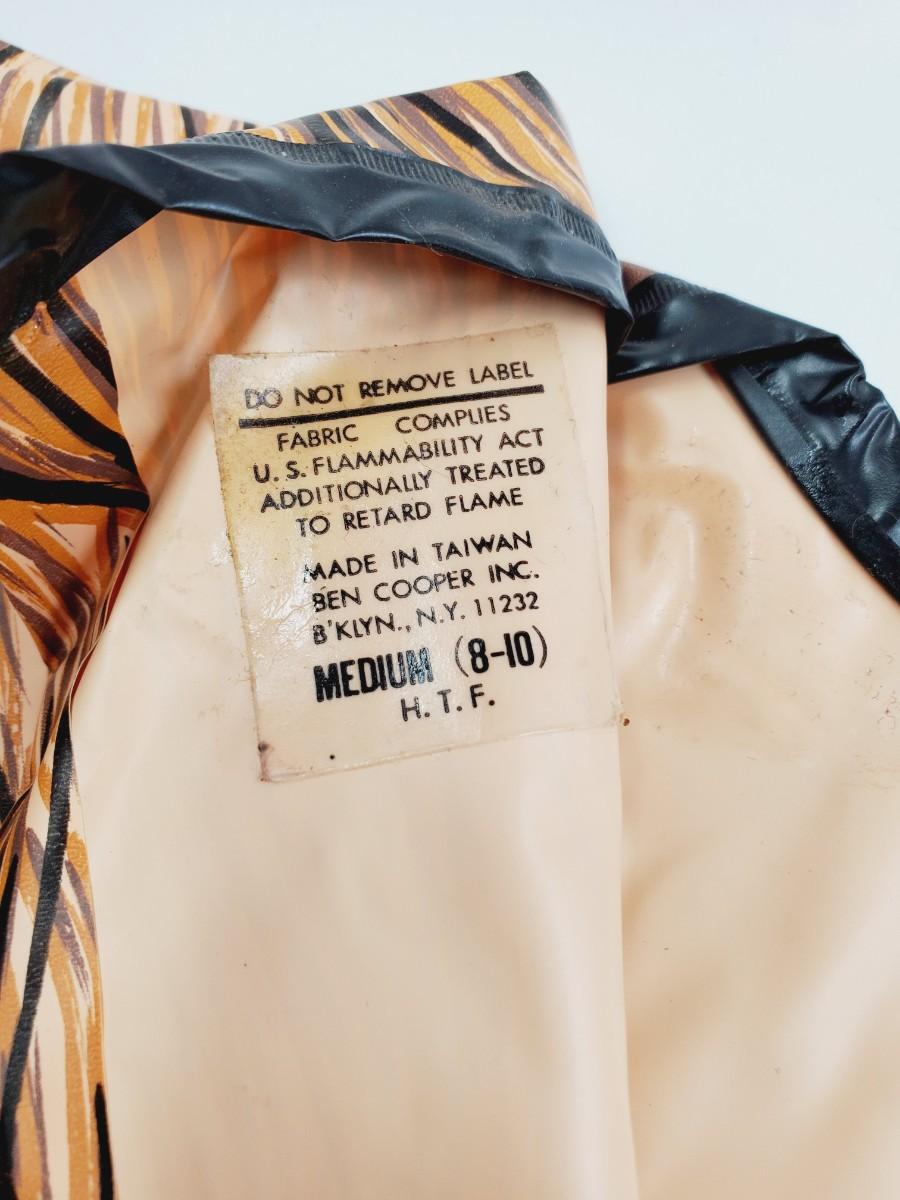 DO NOT REMOVE LABEL
FABRIC COMPLIES
U.S. FLAMMABILITY ACT
ADDITIONALLY TREATED
TO RETARD FLAME
MADE IN TAIWAN
BEN COOPER INC.
B'KLYN., N.Y. 11232
MEDIUM (8-10)
H.T.F.